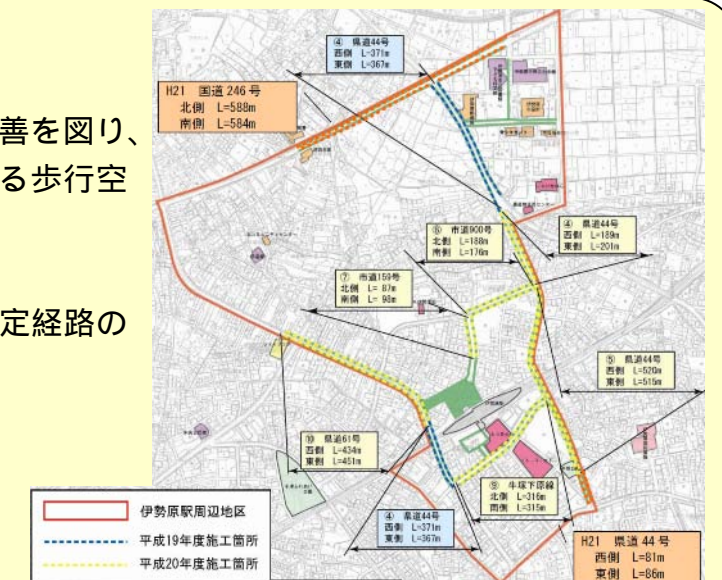 善を図り、
る歩行空
定経路の
④ 県道44号
西側 L=371m
東側 L=367m
H21 国道246号
北側 L=588m
南側 L=584m
⑥ 市道900号
北側 L=188m
南側 L=176m
④ 県道44号
西側 L=189m
東側 L=201m
⑦ 市道159号
北側 L= 87m
南側 L= 98m
⑤ 県道44号
西側 L=520m
東側 L=515m
⑩ 県道61号
西側 L=434m
東側 L=451m
⑨ 牛塚下原線
北側 L=316m
南側 L=315m
④ 県道44号
西側 L=371m
東側 L=367m
H21 県道44号
西側 L=81m
東側 L=86m
伊勢原駅周辺地区
平成19年度施工箇所
平成20年度施工箇所